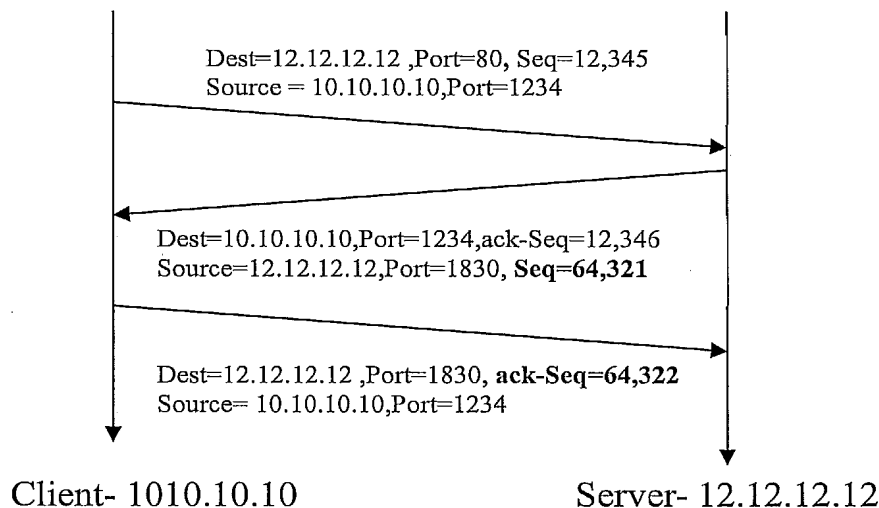 Dest=12.12.12.12 ,Port=80, Seq=12,345
Source = 10.10.10.10,Port=1234
Dest=10.10.10.10,Port=1234,ack-Seq=12,346
Source=12.12.12.12,Port=1830, Seq=64,321
Dest=12.12.12.12 ,Port=1830, ack-Seq=64,322
Source= 10.10.10.10,Port=1234
Client- 1010.10.10
Server- 12.12.12.12